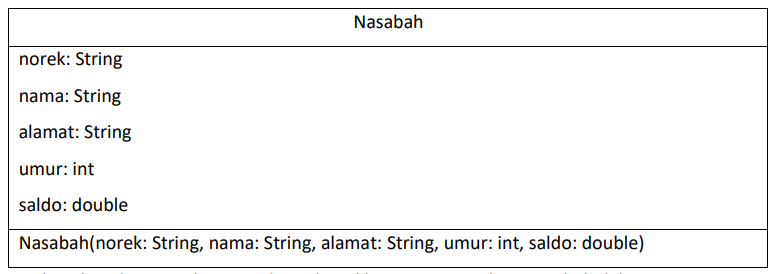 Nasabah
norek: String
nama: String
alamat: String
umur: int
saldo: double
Nasabah(norek: String, nama: String, alamat: String, umur: int, saldo: double)